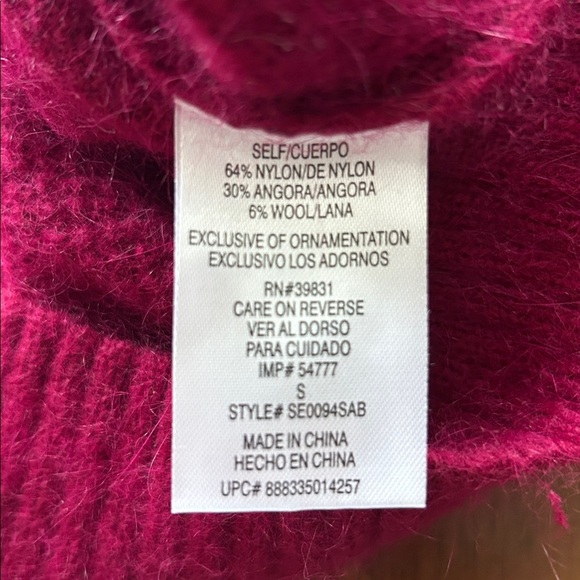 SELF/CUERPO
64% NYLON/DE NYLON
30% ANGORA/ANGORA
6% WOOL/LANA
EXCLUSIVE OF ORNAMENTATION
EXCLUSIVO LOS ADORNOS
RN#39831
CARE ON REVERSE
VER AL DORSO
PARA CUIDADO
IMP# 54777
S
STYLE# SE0094SAB
MADE IN CHINA
HECHO EN CHINA
UPC# 888335014257